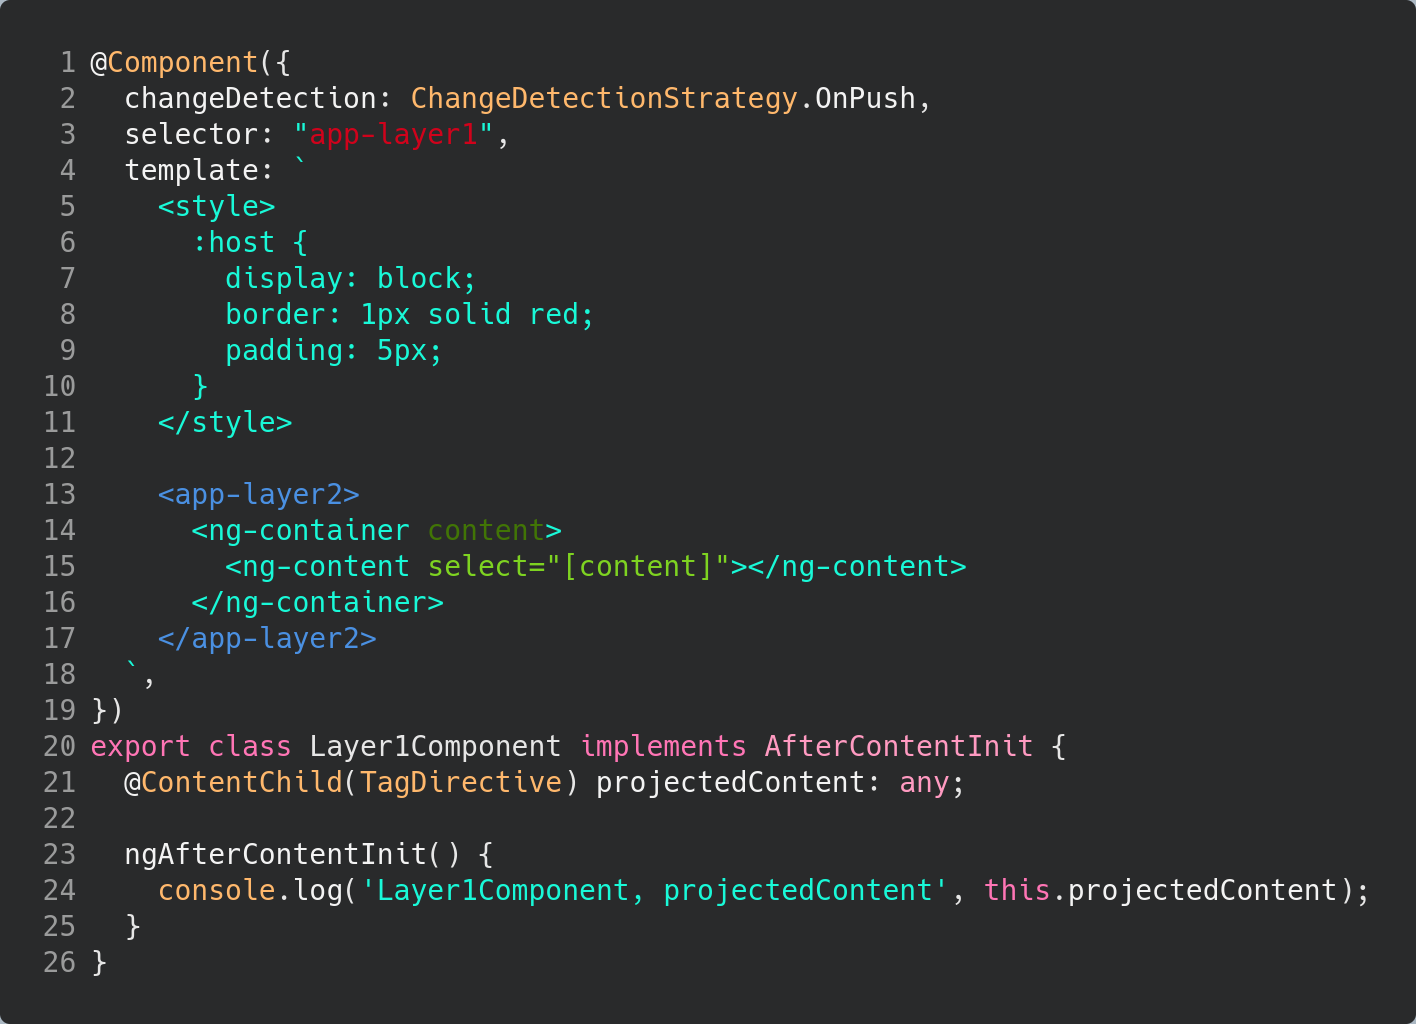 1 @Component({
2   changeDetection: ChangeDetectionStrategy.OnPush,
3   selector: "app-layer1",
4   template: `
5     <style>
6       :host {
7         display: block;
8         border: 1px solid red;
9         padding: 5px;
10       }
11     </style>
12
13     <app-layer2>
14       <ng-container content>
15         <ng-content select="[content]"></ng-content>
16       </ng-container>
17     </app-layer2>
18   `,
19 })
20 export class Layer1Component implements AfterContentInit {
21   @ContentChild(TagDirective) projectedContent: any;
22
23   ngAfterContentInit() {
24     console.log('Layer1Component, projectedContent', this.projectedContent);
25   }
26 }